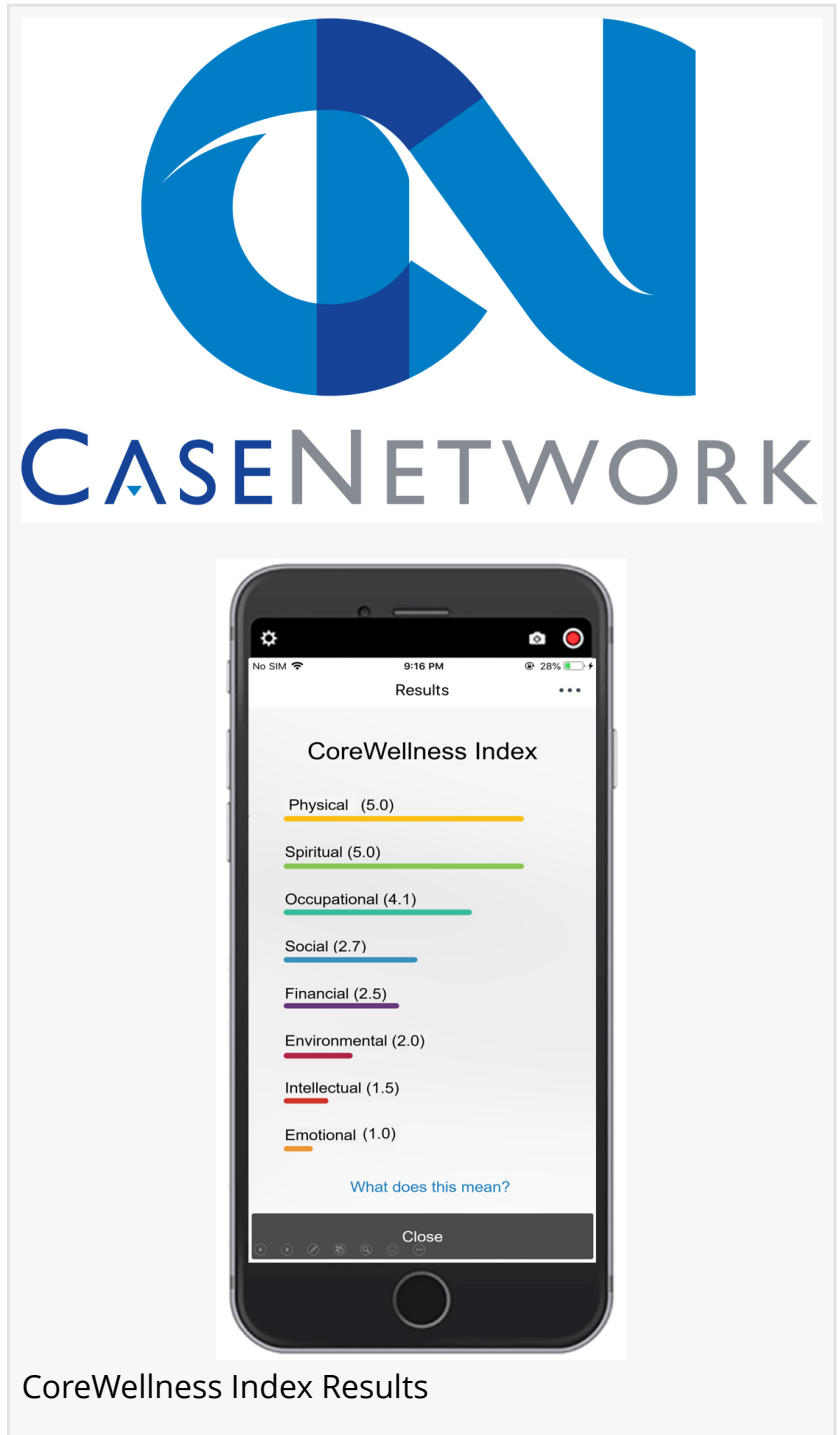 CASENETWORK
No SIM 9:16 PM 28%
Results
CoreWellness Index
Physical (5.0)
Spiritual (5.0)
Occupational (4.1)
Social (2.7)
Financial (2.5)
Environmental (2.0)
Intellectual (1.5)
Emotional (1.0)
What does this mean?
Close
CoreWellness Index Results